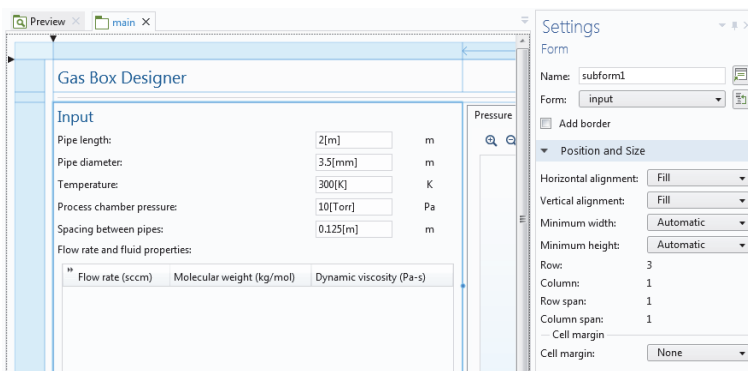 Preview
main
Gas Box Designer
Input
Pipe length: 2[m] m
Pipe diameter: 3.5[mm] m
Temperature: 300[K] K
Process chamber pressure: 10[Torr] Pa
Spacing between pipes: 0.125[m] m
Flow rate and fluid properties:
Flow rate (sccm) Molecular weight (kg/mol) Dynamic viscosity (Pa-s)
Pressure
Settings
Form
Name: subform1
Form: input
Add border
Position and Size
Horizontal alignment: Fill
Vertical alignment: Fill
Minimum width: Automatic
Minimum height: Automatic
Row: 3
Column: 1
Row span: 1
Column span: 1
Cell margin
Cell margin: None